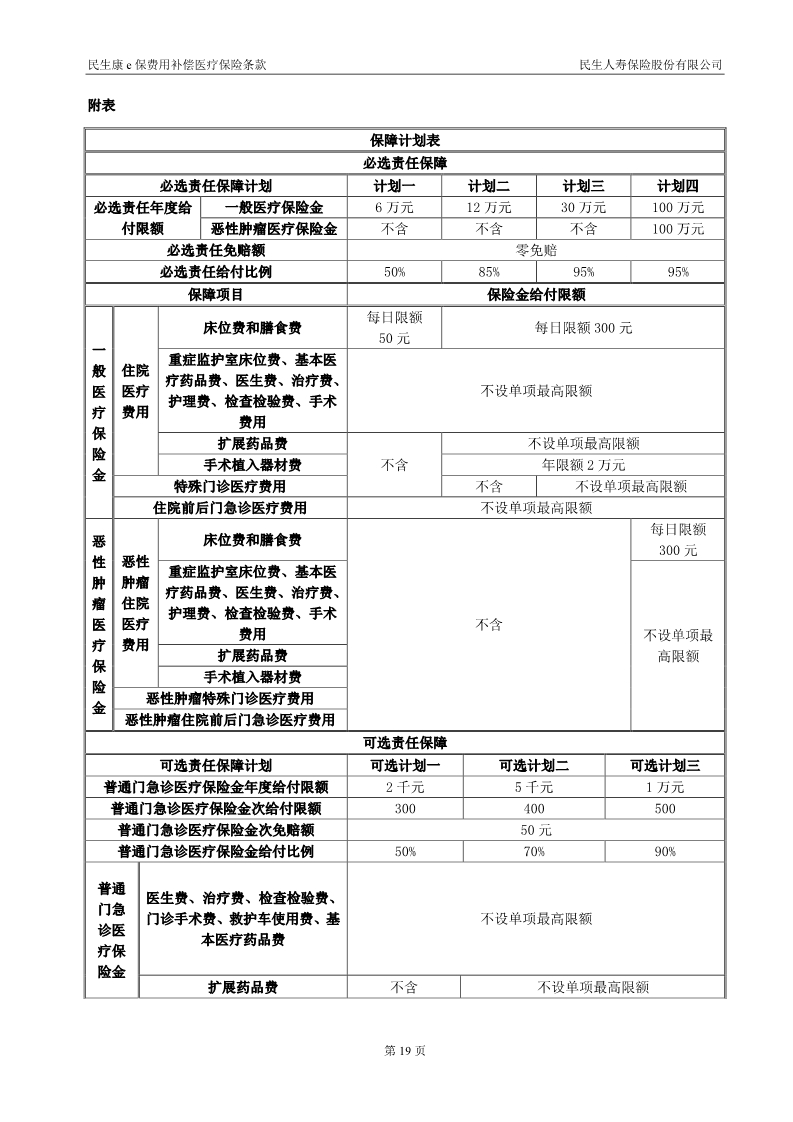 民生康 e 保费用补偿医疗保险条款 民生人寿保险股份有限公司
附表
保障计划表
必选责任保障
必选责任保障计划 计划一 计划二 计划三 计划四
必选责任年度给
付限额
一般医疗保险金 6 万元 12 万元 30 万元 100 万元
恶性肿瘤医疗保险金 不含 不含 不含 100 万元
必选责任免赔额 零免赔
必选责任给付比例 50% 85% 95% 95%
保障项目 保险金给付限额
一
般
医
疗
保
险
金
住院
医疗
费用
床位费和膳食费
每日限额
50 元
每日限额 300 元
重症监护室床位费、基本医
疗药品费、医生费、治疗费、
护理费、检查检验费、手术
费用
不设单项最高限额
扩展药品费 不设单项最高限额
手术植入器材费 不含 年限额 2 万元
特殊门诊医疗费用 不含 不设单项最高限额
住院前后门急诊医疗费用 不设单项最高限额
恶
性
肿
瘤
医
疗
保
险
金
恶性
肿瘤
住院
医疗
费用
床位费和膳食费
每日限额
300 元
重症监护室床位费、基本医
疗药品费、医生费、治疗费、
护理费、检查检验费、手术
费用
不含
不设单项最
高限额
扩展药品费
手术植入器材费
恶性肿瘤特殊门诊医疗费用
恶性肿瘤住院前后门急诊医疗费用
可选责任保障
可选责任保障计划 可选计划一 可选计划二 可选计划三
普通门急诊医疗保险金年度给付限额 2 千元 5 千元 1 万元
普通门急诊医疗保险金次给付限额 300 400 500
普通门急诊医疗保险金次免赔额 50 元
普通门急诊医疗保险金给付比例 50% 70% 90%
普通
门急
诊医
疗保
险金
医生费、治疗费、检查检验费、
门诊手术费、救护车使用费、基
本医疗药品费
不设单项最高限额
扩展药品费 不含 不设单项最高限额
第 19 页